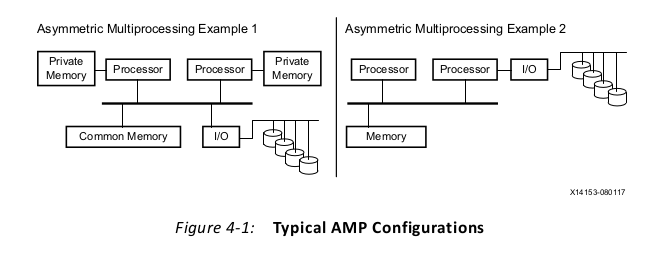 Asymmetric Multiprocessing Example 1
Private
Memory
Processor
Processor
Private
Memory
Common Memory
I/O
Asymmetric Multiprocessing Example 2
Processor
Processor
I/O
Memory
X14153-080117
Figure 4-1: Typical AMP Configurations